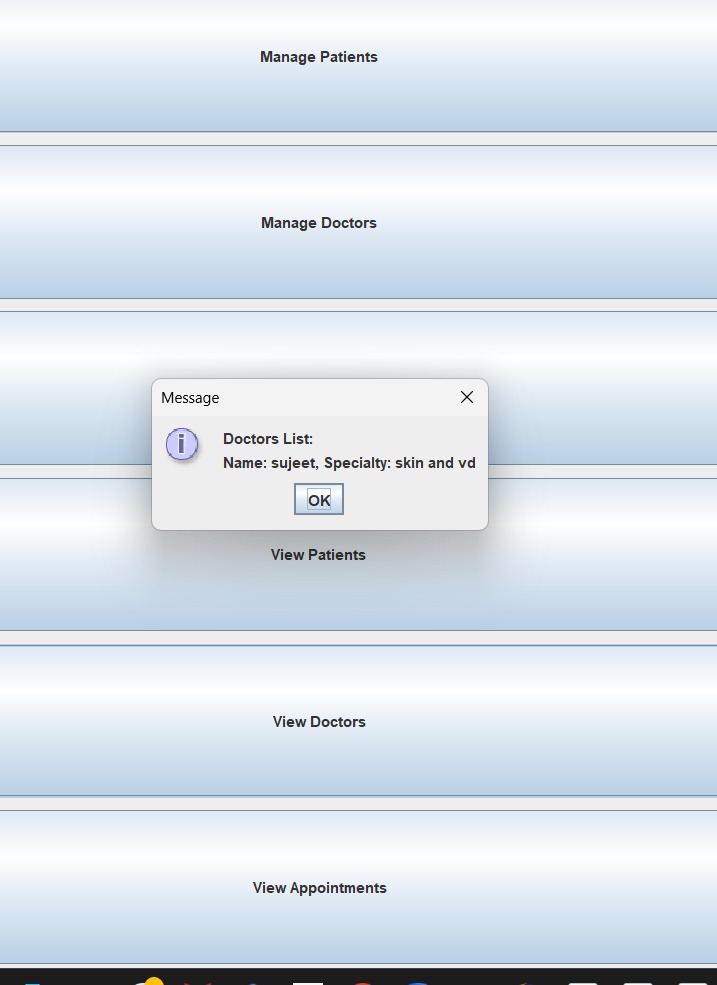 Manage Patients
Manage Doctors
Message
Doctors List:
Name: sujeet, Specialty: skin and vd
OK
View Patients
View Doctors
View Appointments